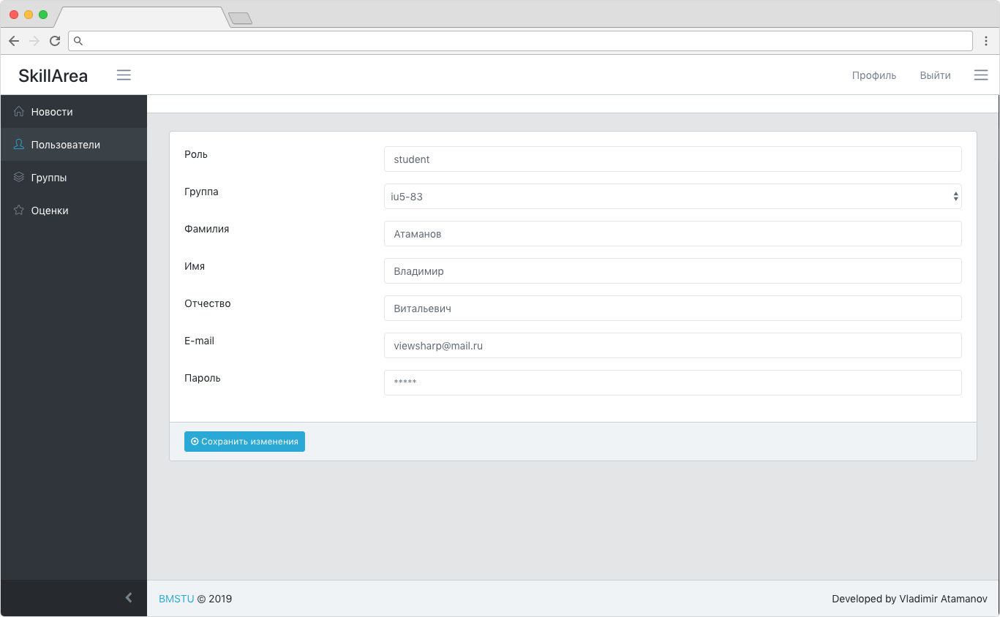 SkillArea
Профиль Выйти
Новости
Пользователи
Группы
Оценки
Роль student
Группа iu5-83
Фамилия Атаманов
Имя Владимир
Отчество Витальевич
E-mail viewsharp@mail.ru
Пароль *****
Сохранить изменения
BMSTU © 2019 Developed by Vladimir Atamanov